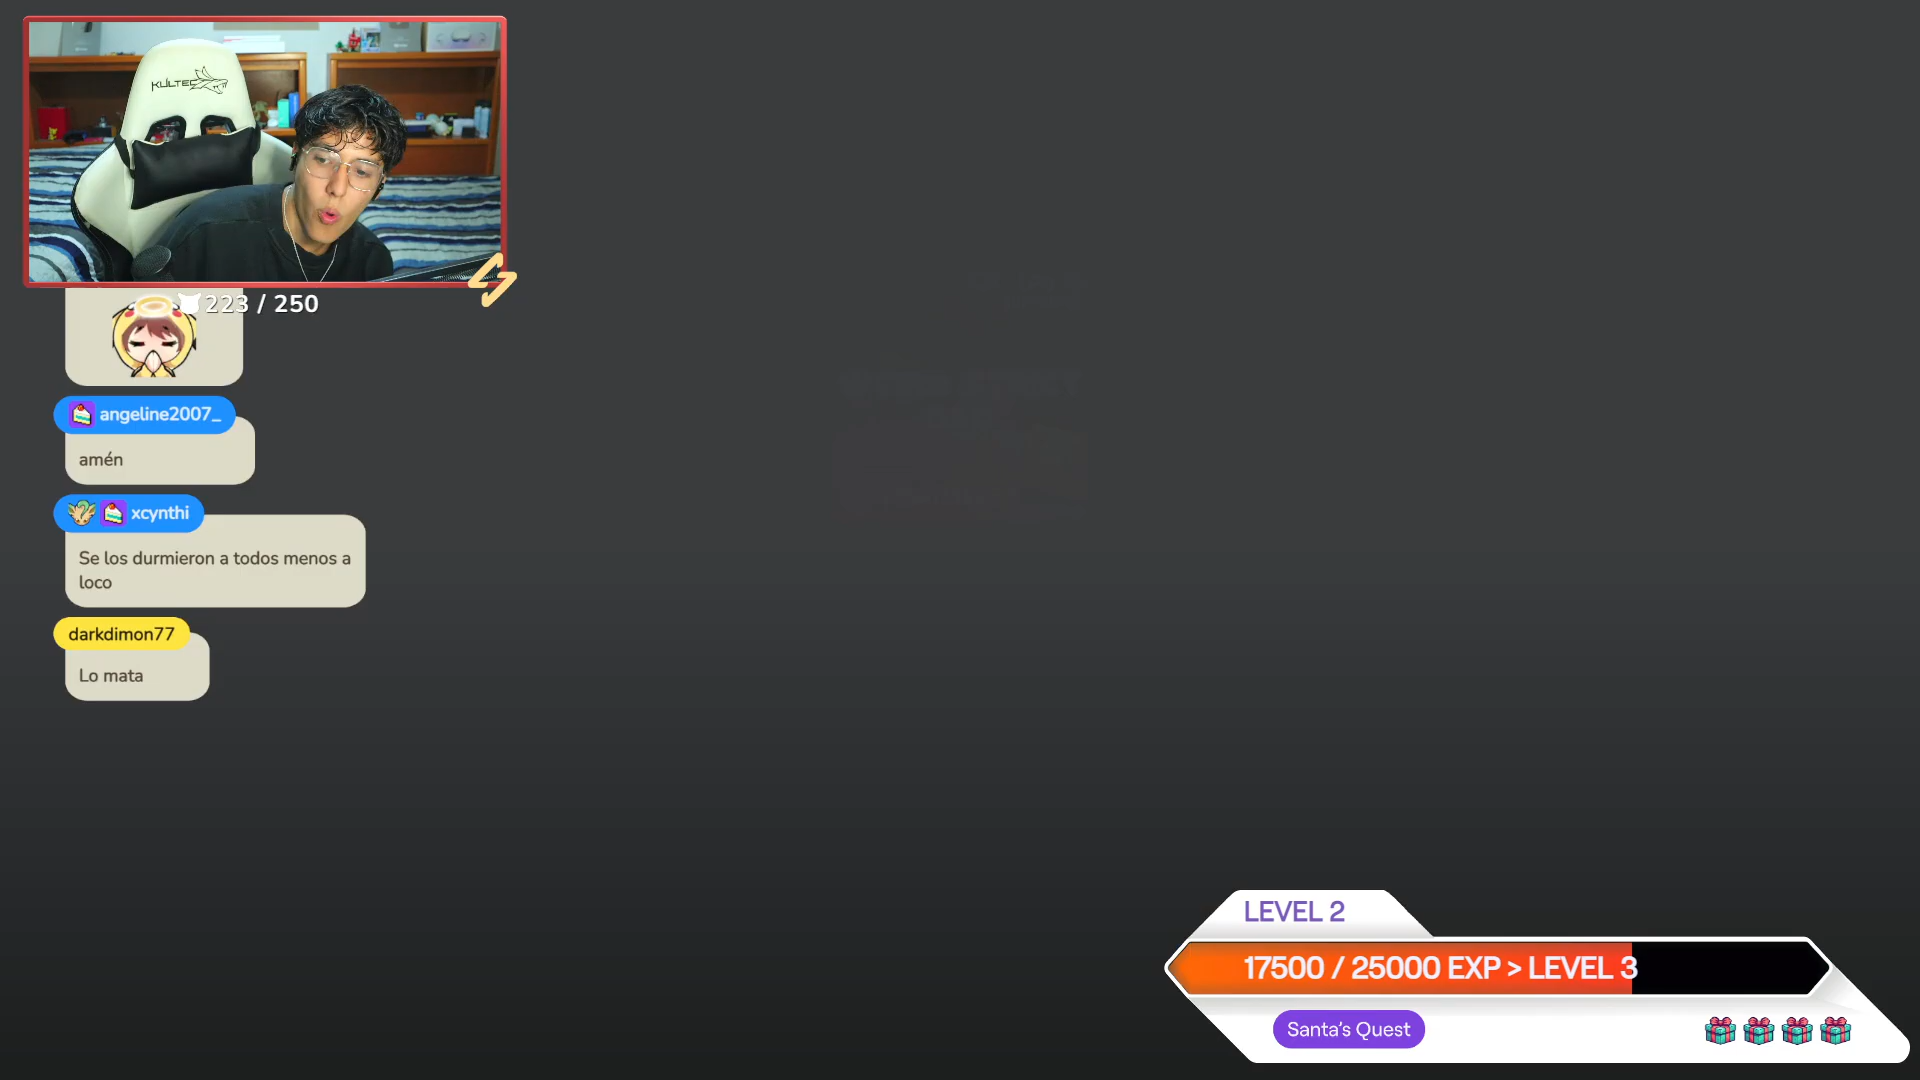 KULTEC
223 / 250
angeline2007_
amén
xcynthi
Se los durmieron a todos menos a
loco
darkdimon77
Lo mata
LEVEL 2
17500 / 25000 EXP > LEVEL 3
Santa's Quest